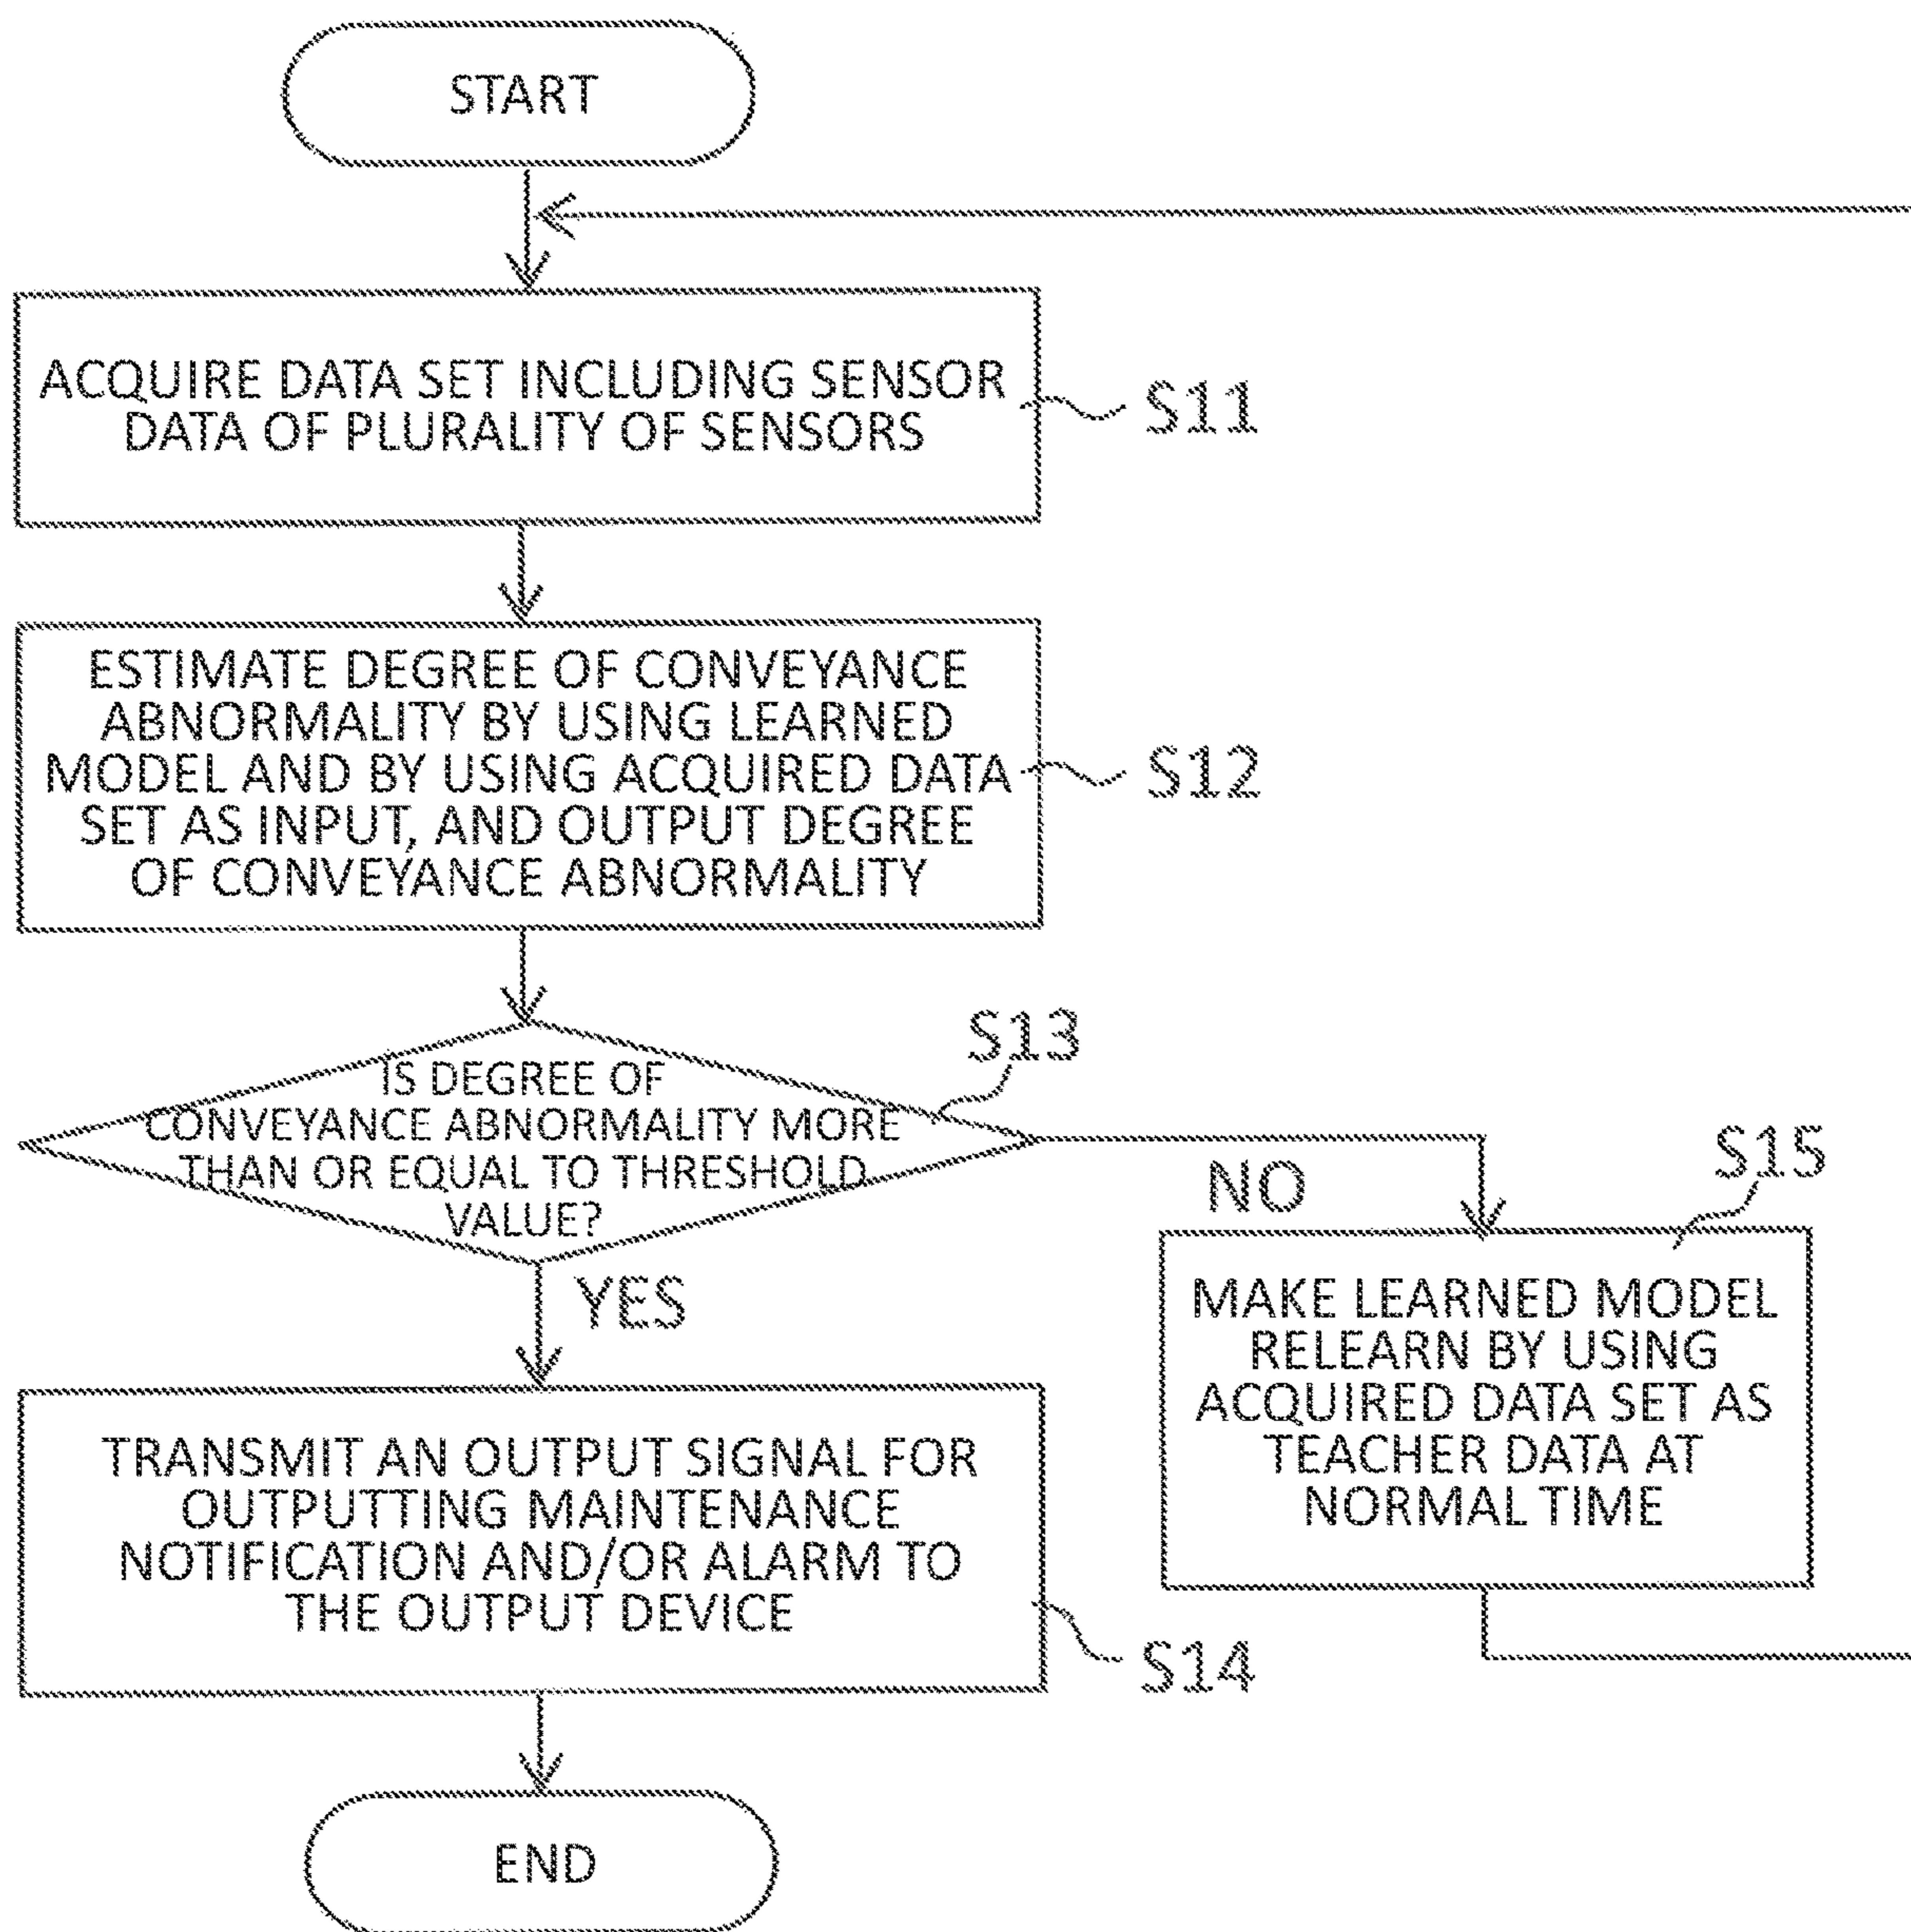 START
ACQUIRE DATA SET INCLUDING SENSOR
DATA OF PLURALITY OF SENSORS
S11
ESTIMATE DEGREE OF CONVEYANCE
ABNORMALITY BY USING LEARNED
MODEL AND BY USING ACQUIRED DATA
SET AS INPUT, AND OUTPUT DEGREE
OF CONVEYANCE ABNORMALITY
S12
IS DEGREE OF
CONVEYANCE ABNORMALITY MORE
THAN OR EQUAL TO THRESHOLD
VALUE?
S13
NO
YES
S15
MAKE LEARNED MODEL
RELEARN BY USING
ACQUIRED DATA SET AS
TEACHER DATA AT
NORMAL TIME
TRANSMIT AN OUTPUT SIGNAL FOR
OUTPUTTING MAINTENANCE
NOTIFICATION AND/OR ALARM TO
THE OUTPUT DEVICE
S14
END